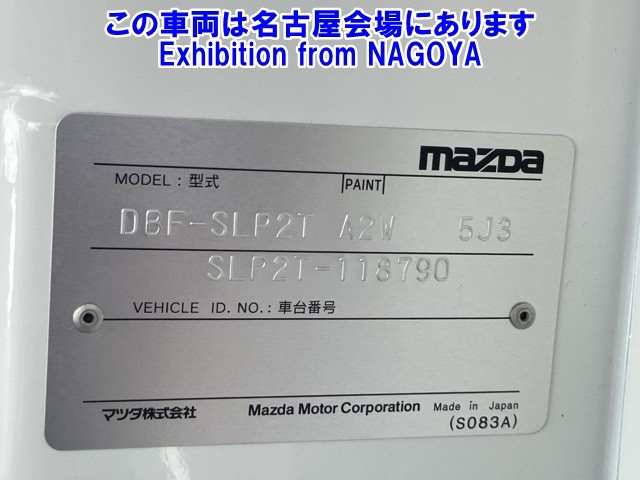 この車両は名古屋会場にあります
Exhibition from NAGOYA
mazda
MODEL : 型式 PAINT
DBF-SLP2T A2W 5J3
SLP2T-118790
VEHICLE ID. NO. : 車台番号
マツダ株式会社 Mazda Motor Corporation Made in Japan
(S083A)